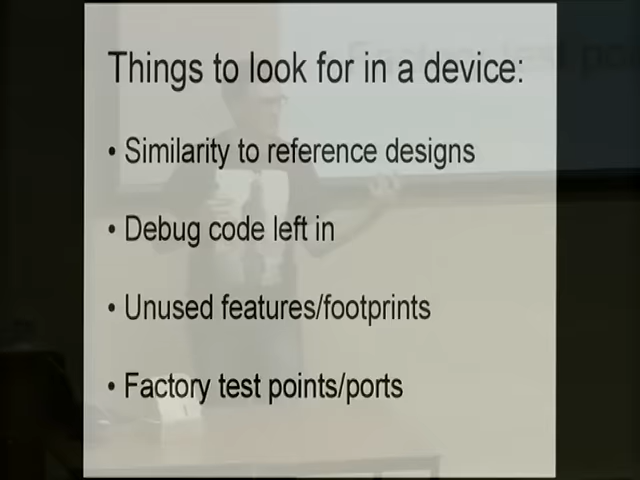 Things to look for in a device:
• Similarity to reference designs
• Debug code left in
• Unused features/footprints
• Factory test points/ports